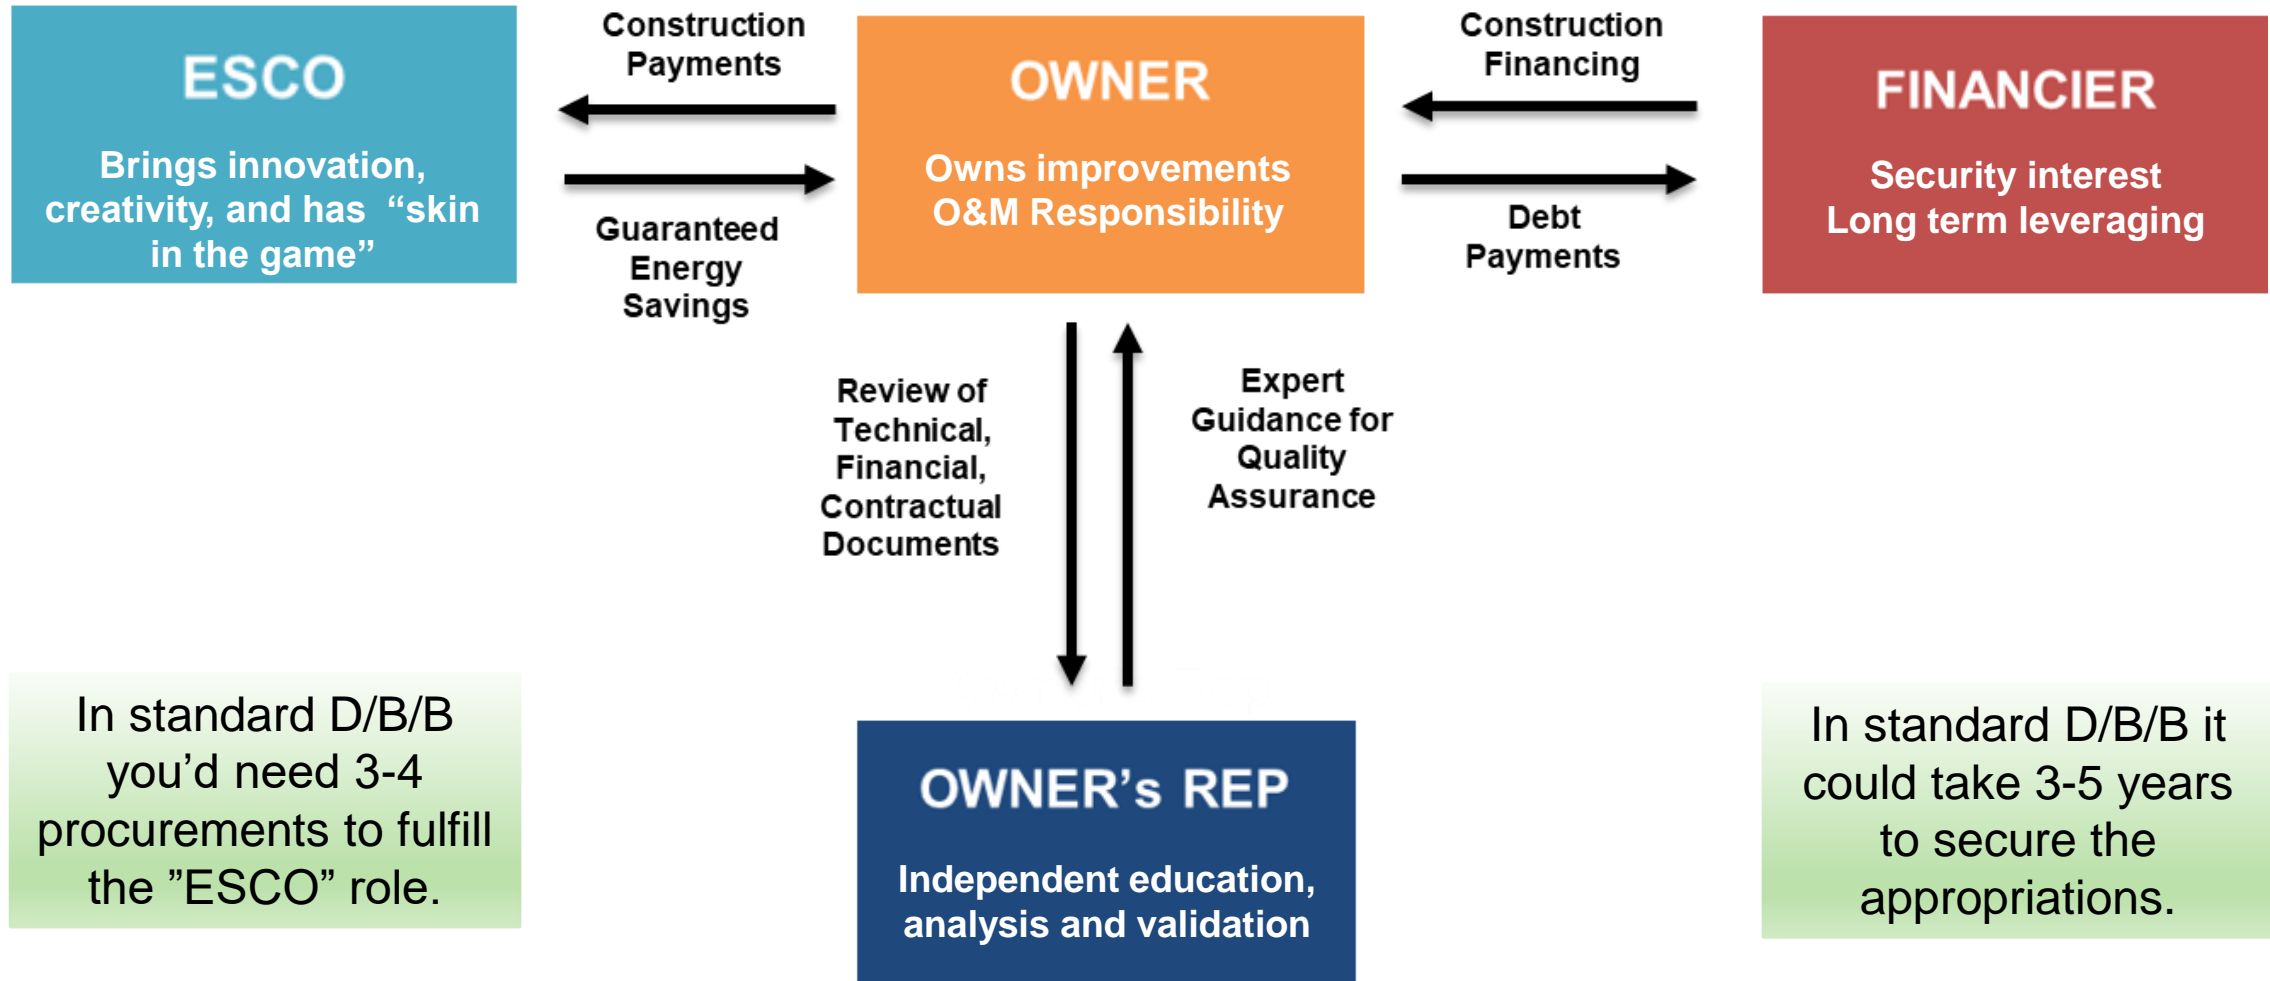 ESCO
Brings innovation,
creativity, and has “skin
in the game”
Construction
Payments
Guaranteed
Energy
Savings
OWNER
Owns improvements
O&M Responsibility
Construction
Financing
Debt
Payments
FINANCIER
Security interest
Long term leveraging
Review of
Technical,
Financial,
Contractual
Documents
Expert
Guidance for
Quality
Assurance
In standard D/B/B
you’d need 3-4
procurements to fulfill
the ”ESCO” role.
OWNER’s REP
Independent education,
analysis and validation
In standard D/B/B it
could take 3-5 years
to secure the
appropriations.